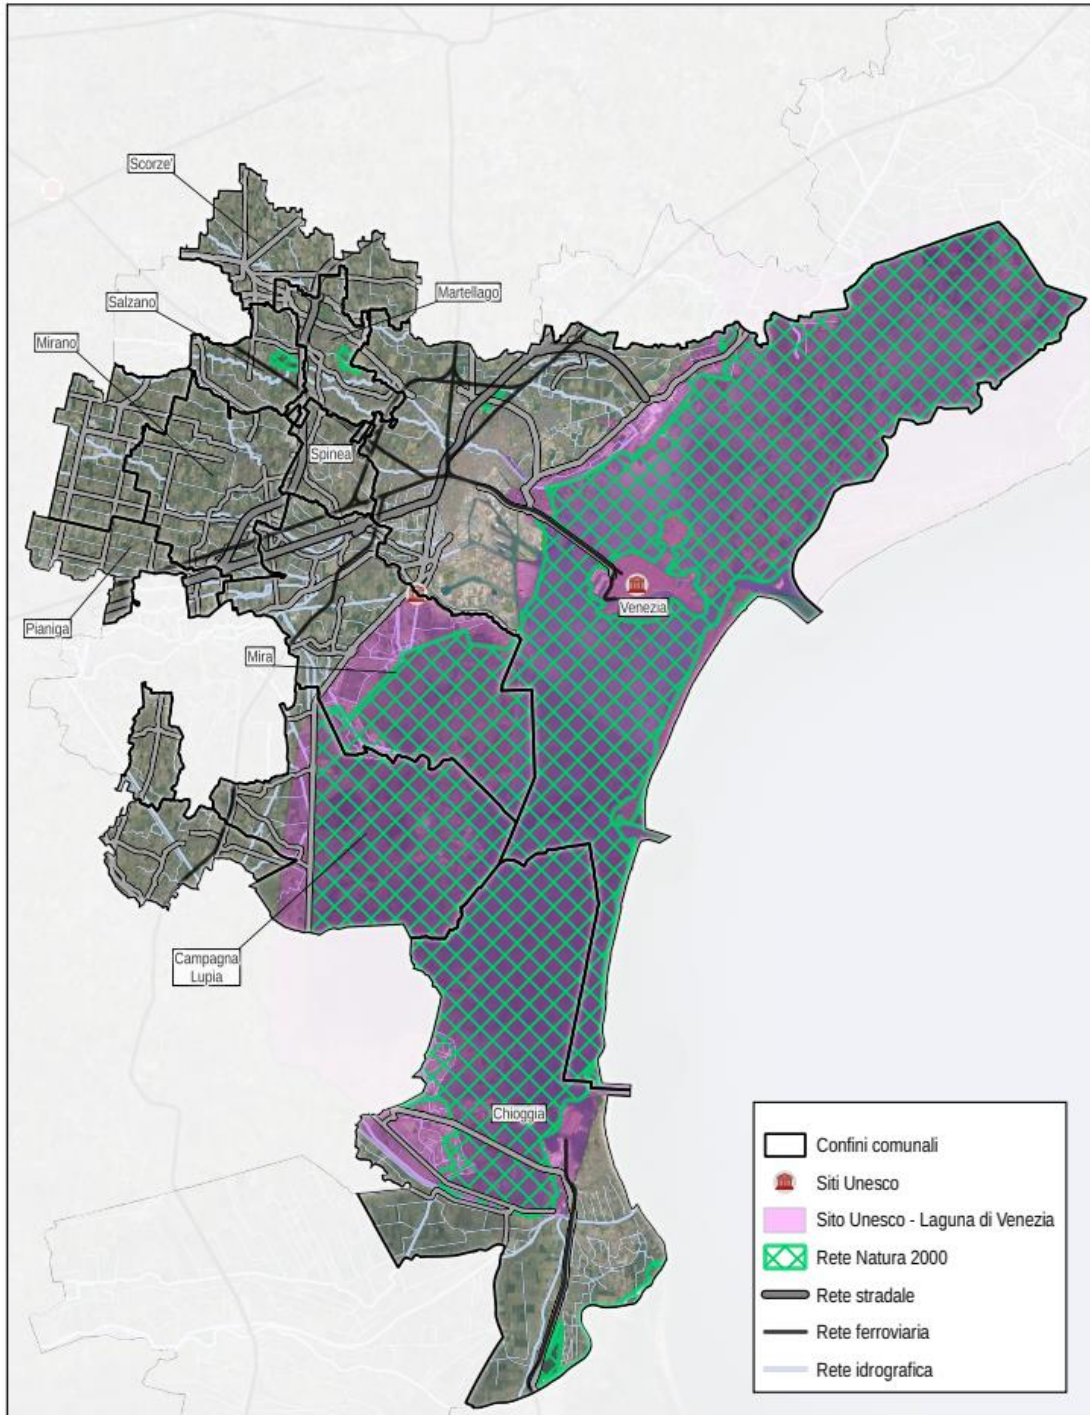 Scorze'
Martellago
Salzano
Mirano
Spinea
Venezia
Pianiga
Mira
Campagna
Lupia
Chioggia
Confini comunali
Siti Unesco
Sito Unesco - Laguna di Venezia
Rete Natura 2000
Rete stradale
Rete ferroviaria
Rete idrografica